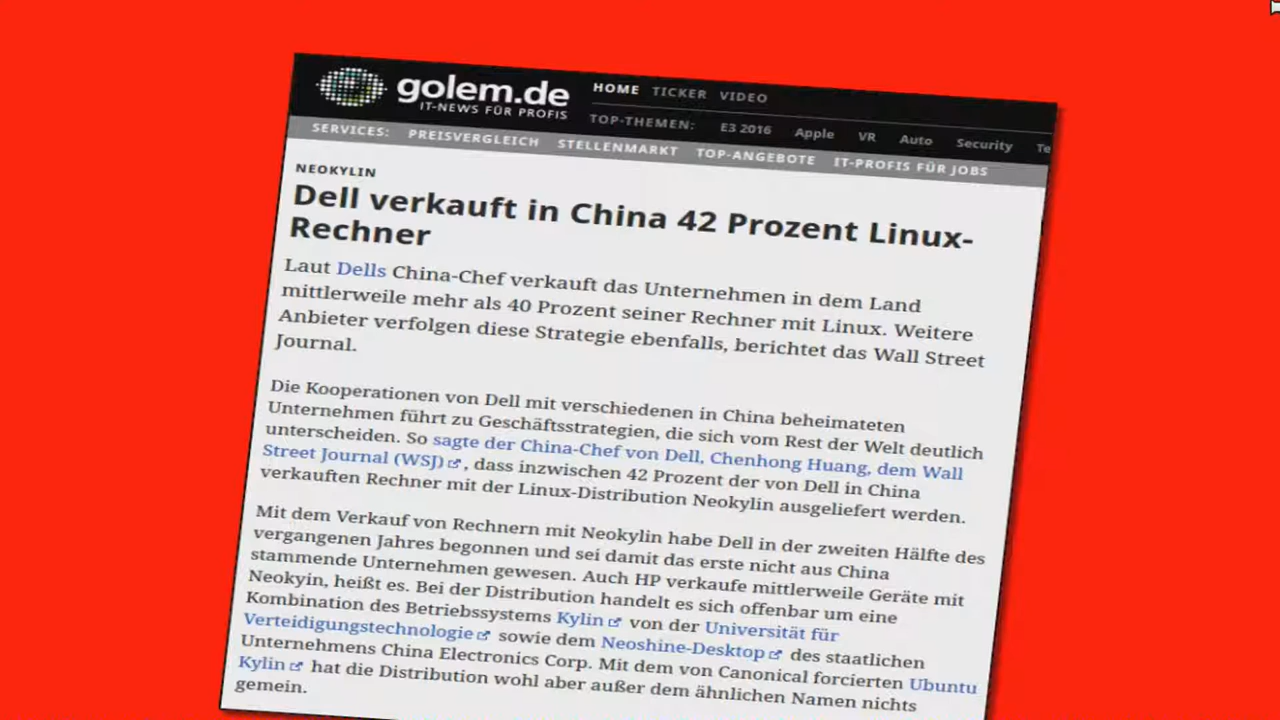 golem.de
IT-NEWS FÜR PROFIS
HOME TICKER VIDEO
TOP-THEMEN: E3 2016 Apple VR Auto Security Te
SERVICES: PREISVERGLEICH STELLENMARKT TOP-ANGEBOTE IT-PROFIS FÜR JOBS
NEOKYLIN
Dell verkauft in China 42 Prozent Linux-
Rechner
Laut Dells China-Chef verkauft das Unternehmen in dem Land
mittlerweile mehr als 40 Prozent seiner Rechner mit Linux. Weitere
Anbieter verfolgen diese Strategie ebenfalls, berichtet das Wall Street
Journal.
Die Kooperationen von Dell mit verschiedenen in China beheimateten
Unternehmen führt zu Geschäftsstrategien, die sich vom Rest der Welt deutlich
unterscheiden. So sagte der China-Chef von Dell, Chenhong Huang, dem Wall
Street Journal (WSJ), dass inzwischen 42 Prozent der von Dell in China
verkauften Rechner mit der Linux-Distribution Neokylin ausgeliefert werden.
Mit dem Verkauf von Rechnern mit Neokylin habe Dell in der zweiten Hälfte des
vergangenen Jahres begonnen und sei damit das erste nicht aus China
stammende Unternehmen gewesen. Auch HP verkaufe mittlerweile Geräte mit
Neokyin, heißt es. Bei der Distribution handelt es sich offenbar um eine
Kombination des Betriebssystems Kylin von der Universität für
Verteidigungstechnologie sowie dem Neoshine-Desktop des staatlichen
Unternehmens China Electronics Corp. Mit dem von Canonical forcierten Ubuntu
Kylin hat die Distribution wohl aber außer dem ähnlichen Namen nichts
gemein.